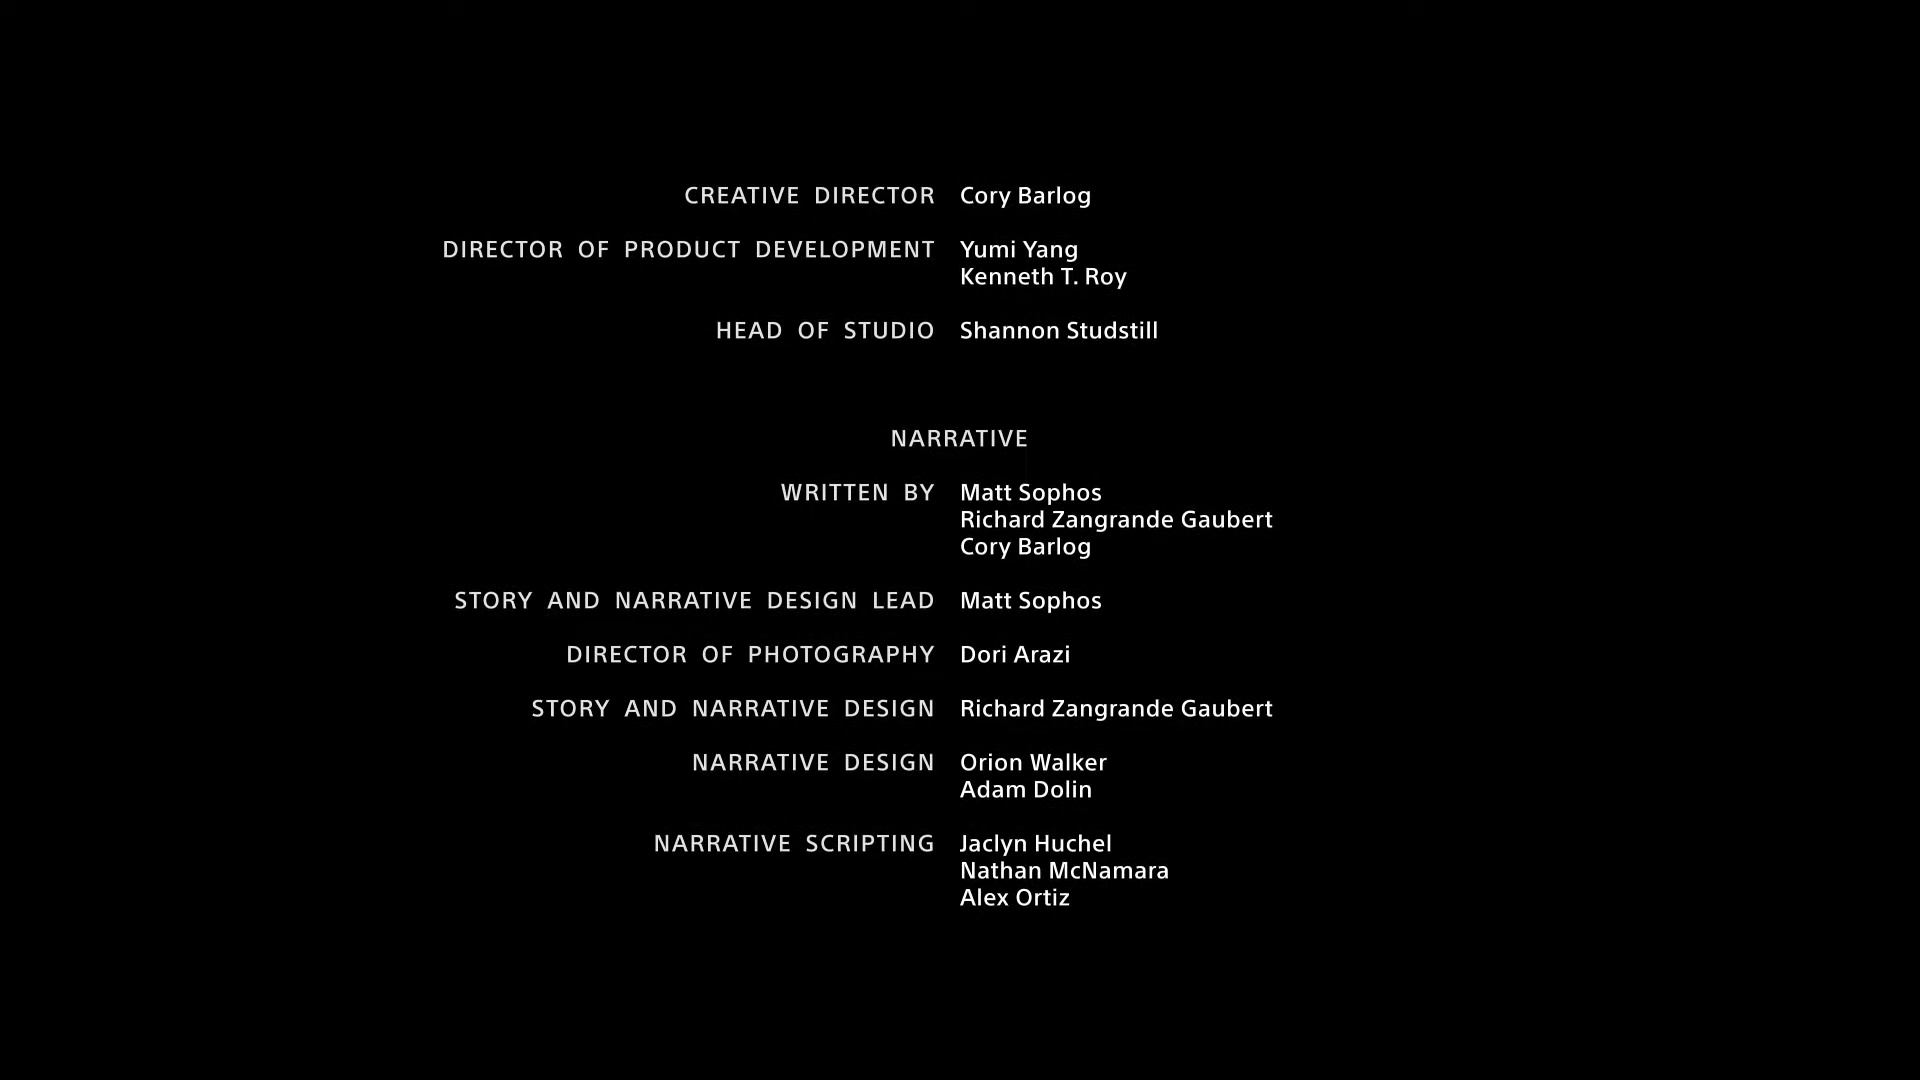 CREATIVE DIRECTOR Cory Barlog
DIRECTOR OF PRODUCT DEVELOPMENT Yumi Yang
Kenneth T. Roy
HEAD OF STUDIO Shannon Studstill
NARRATIVE
WRITTEN BY Matt Sophos
Richard Zangrande Gaubert
Cory Barlog
STORY AND NARRATIVE DESIGN LEAD Matt Sophos
DIRECTOR OF PHOTOGRAPHY Dori Arazi
STORY AND NARRATIVE DESIGN Richard Zangrande Gaubert
NARRATIVE DESIGN Orion Walker
Adam Dolin
NARRATIVE SCRIPTING Jaclyn Huchel
Nathan McNamara
Alex Ortiz